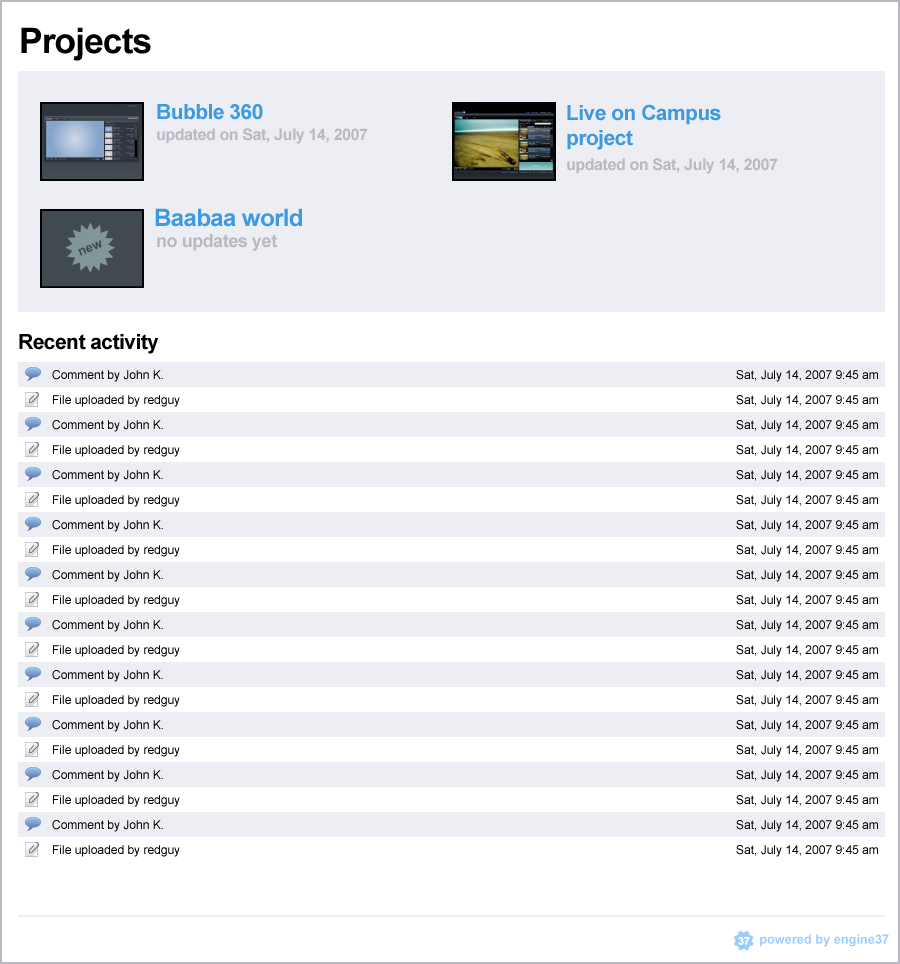 Projects
Bubble 360
updated on Sat, July 14, 2007
Live on Campus
project
updated on Sat, July 14, 2007
new
Baabaa world
no updates yet
Recent activity
Comment by John K. Sat, July 14, 2007 9:45 am
File uploaded by redguy Sat, July 14, 2007 9:45 am
Comment by John K. Sat, July 14, 2007 9:45 am
File uploaded by redguy Sat, July 14, 2007 9:45 am
Comment by John K. Sat, July 14, 2007 9:45 am
File uploaded by redguy Sat, July 14, 2007 9:45 am
Comment by John K. Sat, July 14, 2007 9:45 am
File uploaded by redguy Sat, July 14, 2007 9:45 am
Comment by John K. Sat, July 14, 2007 9:45 am
File uploaded by redguy Sat, July 14, 2007 9:45 am
Comment by John K. Sat, July 14, 2007 9:45 am
File uploaded by redguy Sat, July 14, 2007 9:45 am
Comment by John K. Sat, July 14, 2007 9:45 am
File uploaded by redguy Sat, July 14, 2007 9:45 am
Comment by John K. Sat, July 14, 2007 9:45 am
File uploaded by redguy Sat, July 14, 2007 9:45 am
Comment by John K. Sat, July 14, 2007 9:45 am
File uploaded by redguy Sat, July 14, 2007 9:45 am
Comment by John K. Sat, July 14, 2007 9:45 am
File uploaded by redguy Sat, July 14, 2007 9:45 am
37 powered by engine37